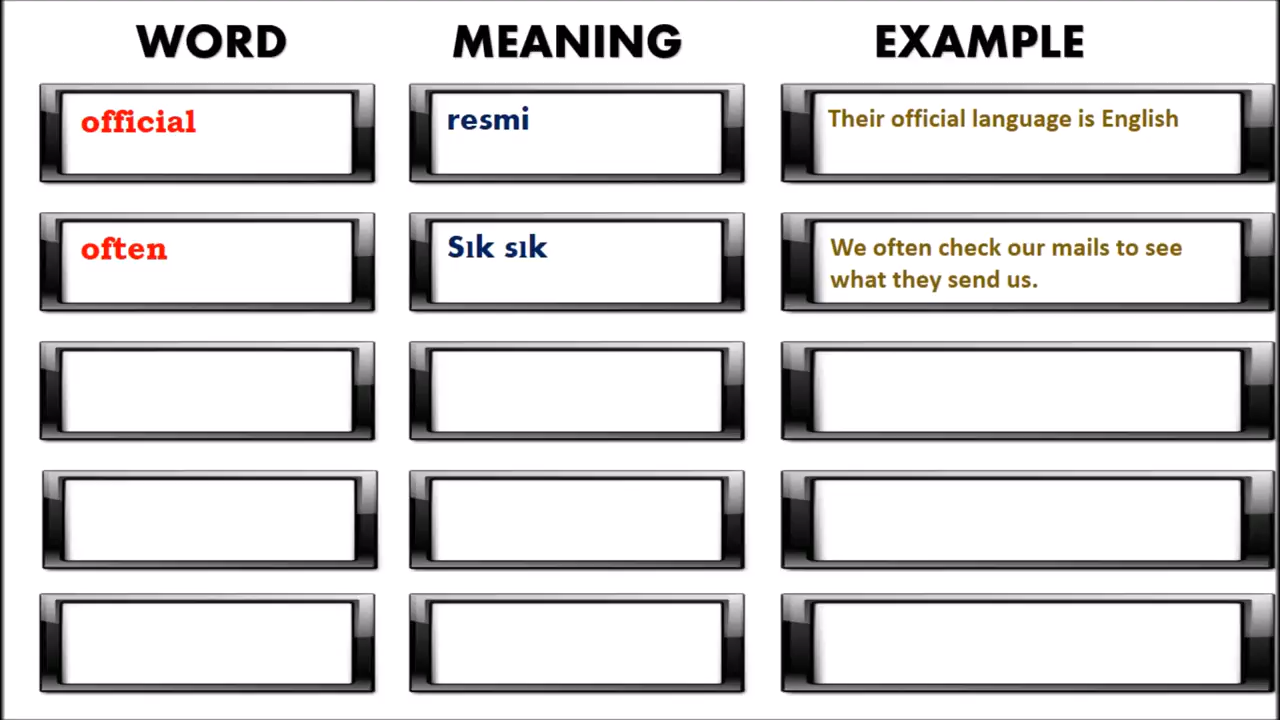 WORD MEANING EXAMPLE
official resmi Their official language is English
often Sık sık We often check our mails to see
what they send us.